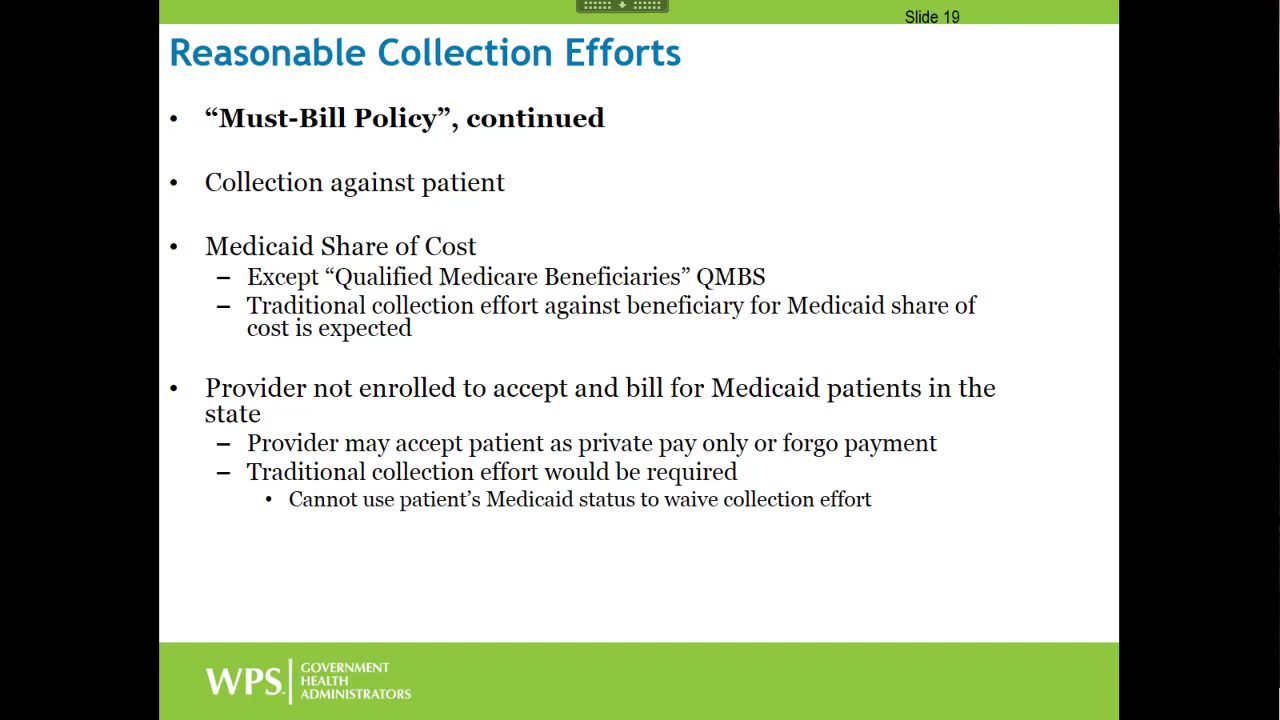 Slide 19
Reasonable Collection Efforts
• “Must-Bill Policy”, continued
• Collection against patient
• Medicaid Share of Cost
– Except “Qualified Medicare Beneficiaries” QMBS
– Traditional collection effort against beneficiary for Medicaid share of
cost is expected
• Provider not enrolled to accept and bill for Medicaid patients in the
state
– Provider may accept patient as private pay only or forgo payment
– Traditional collection effort would be required
• Cannot use patient’s Medicaid status to waive collection effort
WPS
GOVERNMENT
HEALTH
ADMINISTRATORS